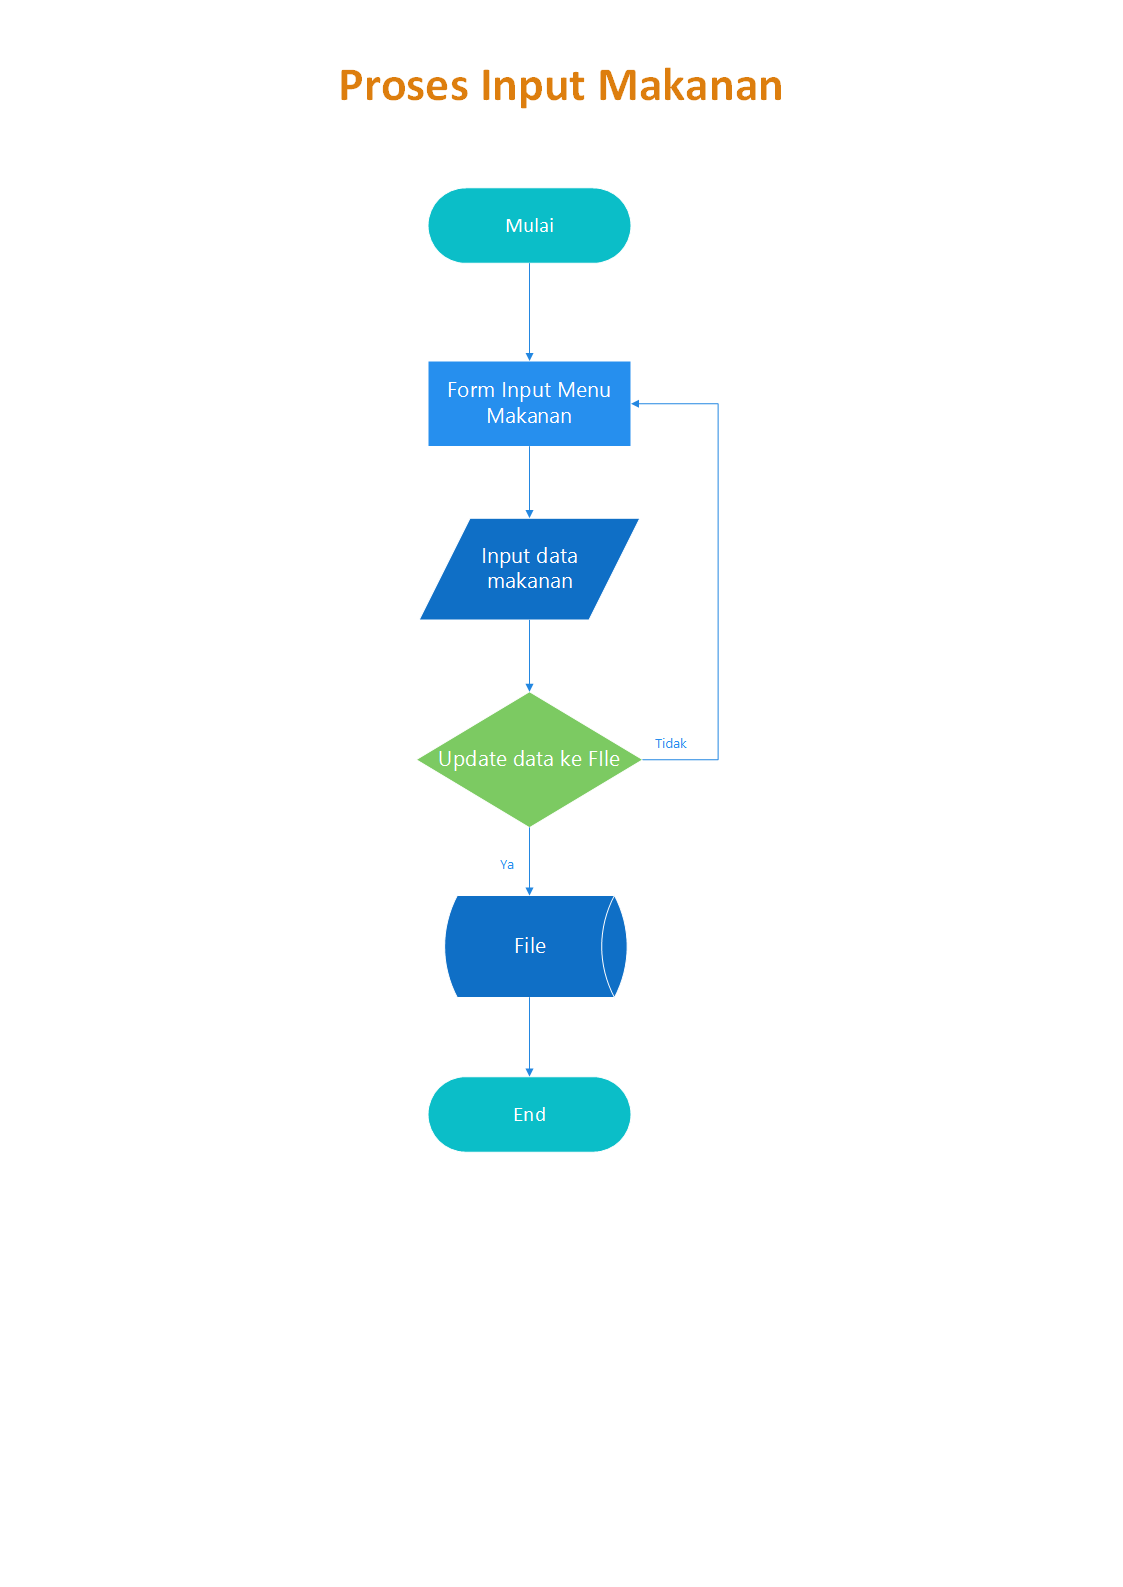 Proses Input Makanan
Mulai
Form Input Menu
Makanan
Input data
makanan
Update data ke FIle
Tidak
Ya
File
End